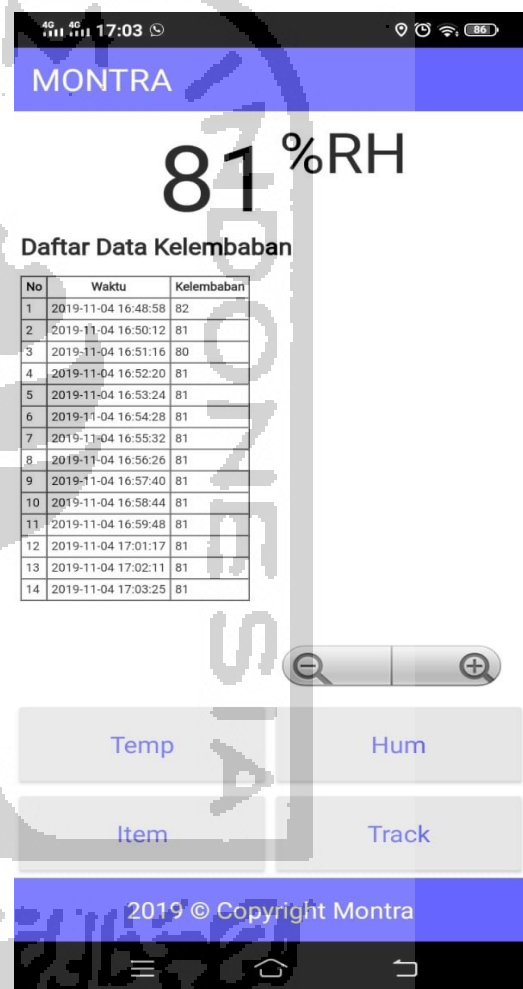 4G 4G 17:03 86
MONTRA
81 %RH
Daftar Data Kelembaban
No Waktu Kelembaban
1 2019-11-04 16:48:58 82
2 2019-11-04 16:50:12 81
3 2019-11-04 16:51:16 80
4 2019-11-04 16:52:20 81
5 2019-11-04 16:53:24 81
6 2019-11-04 16:54:28 81
7 2019-11-04 16:55:32 81
8 2019-11-04 16:56:26 81
9 2019-11-04 16:57:40 81
10 2019-11-04 16:58:44 81
11 2019-11-04 16:59:48 81
12 2019-11-04 17:01:17 81
13 2019-11-04 17:02:11 81
14 2019-11-04 17:03:25 81
Temp Hum
Item Track
2019 © Copyright Montra
INDONESIA